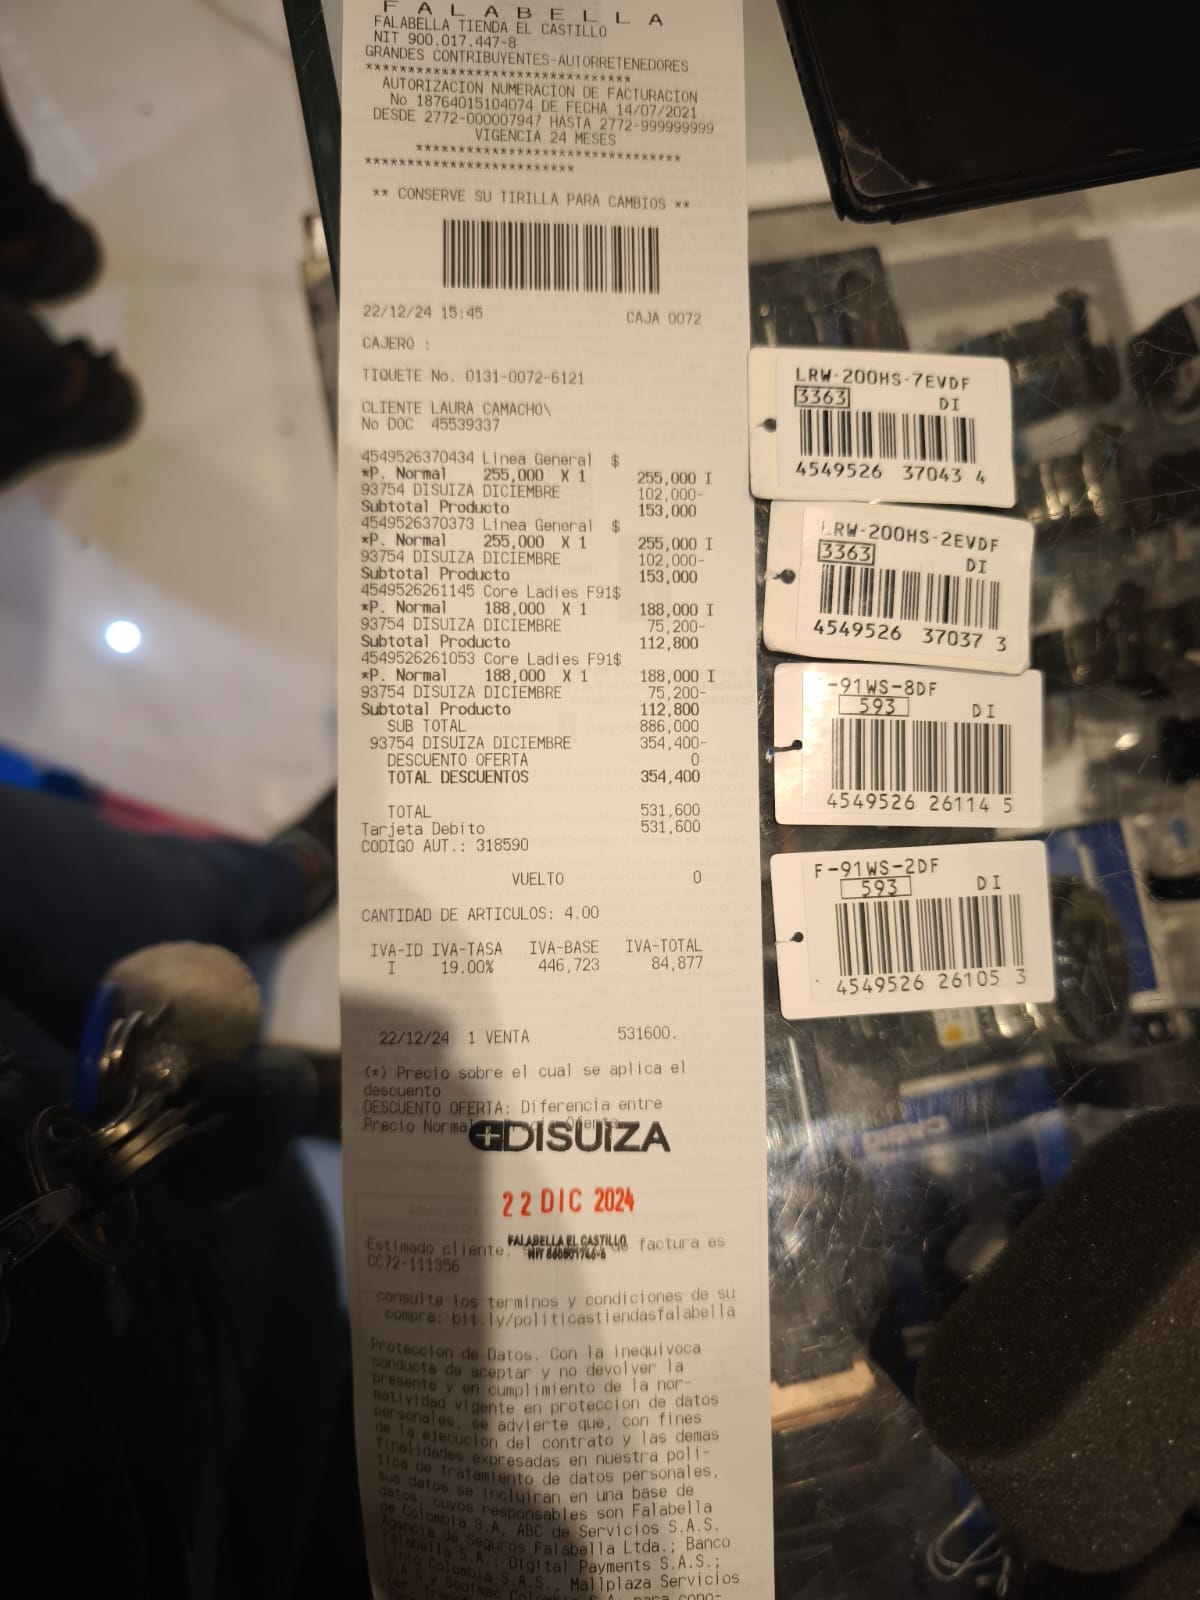 FALABELLA
FALABELLA TIENDA EL CASTILLO
NIT 900.017.447-8
GRANDES CONTRIBUYENTES-AUTORRETENEDORES
********************************
AUTORIZACION NUMERACION DE FACTURACION
No 18764015104074 DE FECHA 14/07/2021
DESDE 2772-000007947 HASTA 2772-999999999
VIGENCIA 24 MESES
********************************
*************************
** CONSERVE SU TIRILLA PARA CAMBIOS **
22/12/24 15:45 CAJA 0072
CAJERO :
TIQUETE No. 0131-0072-6121
CLIENTE LAURA CAMACHO\
No DOC 45539337
4549526370434 Linea General $
*P. Normal 255,000 X 1 255,000 I
93754 DISUIZA DICIEMBRE 102,000-
Subtotal Producto 153,000
4549526370373 Linea General $
*P. Normal 255,000 X 1 255,000 I
93754 DISUIZA DICIEMBRE 102,000-
Subtotal Producto 153,000
4549526261145 Core Ladies F91$
*P. Normal 188,000 X 1 188,000 I
93754 DISUIZA DICIEMBRE 75,200-
Subtotal Producto 112,800
4549526261053 Core Ladies F91$
*P. Normal 188,000 X 1 188,000 I
93754 DISUIZA DICIEMBRE 75,200-
Subtotal Producto 112,800
SUB TOTAL 886,000
93754 DISUIZA DICIEMBRE 354,400-
DESCUENTO OFERTA 0
TOTAL DESCUENTOS 354,400
TOTAL 531,600
Tarjeta Debito 531,600
CODIGO AUT.: 318590
VUELTO 0
CANTIDAD DE ARTICULOS: 4.00
IVA-ID IVA-TASA IVA-BASE IVA-TOTAL
I 19.00% 446,723 84,877
22/12/24 1 VENTA 531600.
(*) Precio sobre el cual se aplica el
descuento
DESCUENTO OFERTA: Diferencia entre
Precio Normal Precio Oferta
DISUIZA
22 DIC 2024
FALABELLA EL CASTILLO
Estimado cliente, de factura es
CC72-111356
consulte los terminos y condiciones de su
compra: bit.ly/politicastiendasfalabella
Proteccion de Datos. Con la inequivoca
conducta de aceptar y no devolver la
presente y en cumplimiento de la nor-
matividad vigente en proteccion de datos
personales, se advierte que, con fines
de la ejecucion del contrato y las demas
finalidades expresadas en nuestra poli-
tica de tratamiento de datos personales,
sus datos se incluiran en una base de
datos, cuyos responsables son Falabella
de Colombia S.A, ABC de Servicios S.A.S.
Agencia de Seguros Falabella Ltda.; Banco
Falabella S.A.; Digital Payments S.A.S.;
Linio Colombia S.A.S., Mallplaza Servicios
S.A.S y Sodimac Colombia S.A; para cono-
LRW-200HS-7EVDF
3363 DI
4549526 37043 4
LRW-200HS-2EVDF
3363 DI
4549526 37037 3
-91WS-8DF
593 DI
4549526 26114 5
F-91WS-2DF
593 DI
4549526 26105 3
CASIO